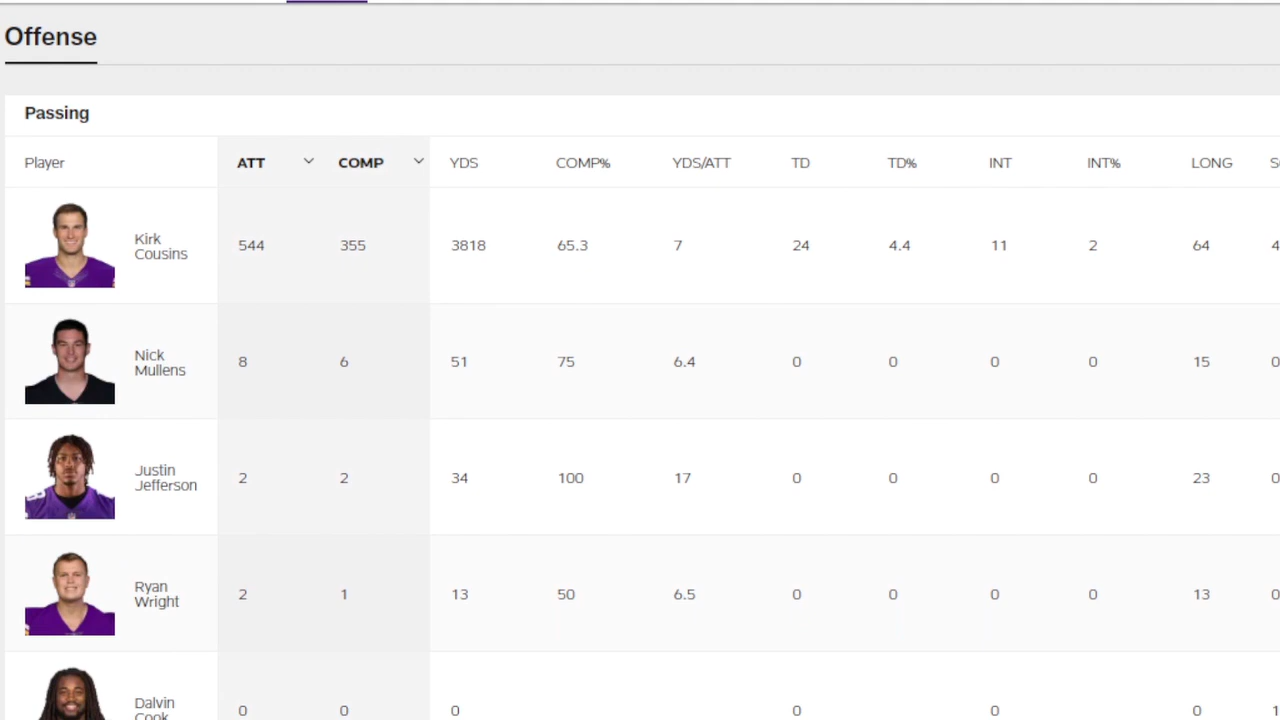 Offense
Passing
Player ATT COMP YDS COMP% YDS/ATT TD TD% INT INT% LONG
Kirk
Cousins
544 355 3818 65.3 7 24 4.4 11 2 64 4
Nick
Mullens
8 6 51 75 6.4 0 0 0 0 15 0
Justin
Jefferson
2 2 34 100 17 0 0 0 0 23 0
Ryan
Wright
2 1 13 50 6.5 0 0 0 0 13 0
Dalvin
Cook
0 0 0 0 0 0 1